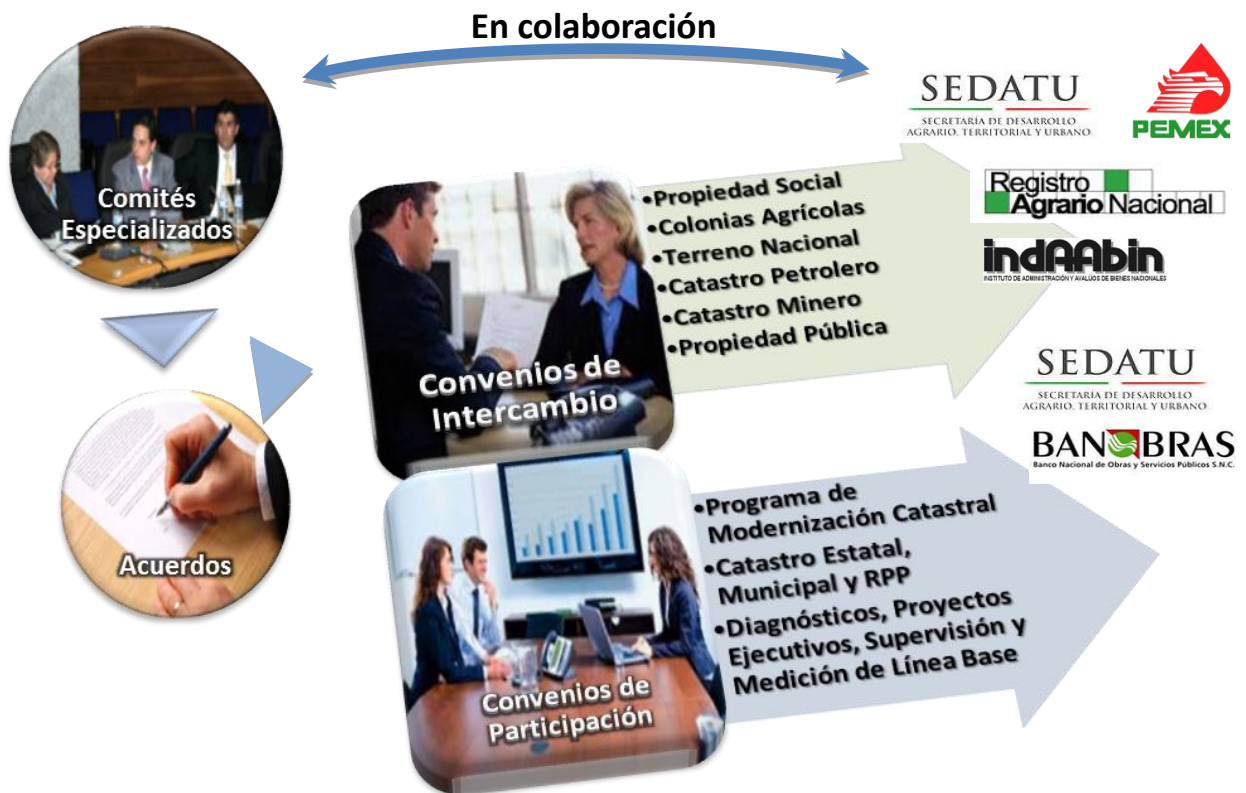 En colaboración
Comités
Especializados
Acuerdos
Convenios de
Intercambio
•Propiedad Social
•Colonias Agrícolas
•Terreno Nacional
•Catastro Petrolero
•Catastro Minero
•Propiedad Pública
SEDATU
SECRETARÍA DE DESARROLLO
AGRARIO, TERRITORIAL Y URBANO
PEMEX
Registro
Agrario Nacional
indAAbin
INSTITUTO DE ADMINISTRACIÓN Y AVALÚOS DE BIENES NACIONALES
Convenios de
Participación
•Programa de
Modernización Catastral
•Catastro Estatal,
Municipal y RPP
•Diagnósticos, Proyectos
Ejecutivos, Supervisión y
Medición de Línea Base
SEDATU
SECRETARÍA DE DESARROLLO
AGRARIO, TERRITORIAL Y URBANO
BANOBRAS
Banco Nacional de Obras y Servicios Públicos S.N.C.